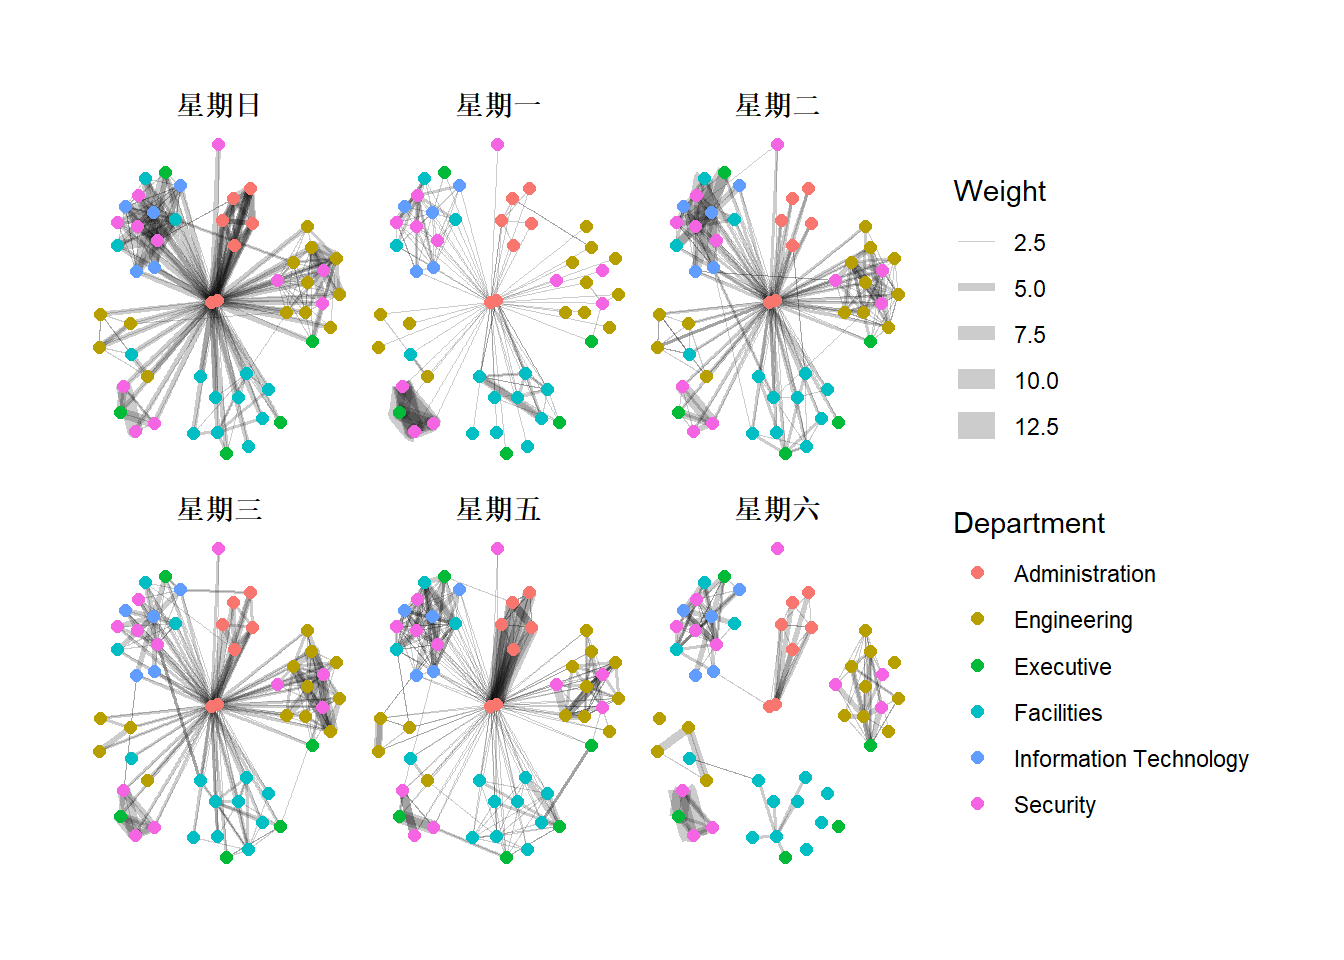 星期日
星期一
星期二
星期三
星期五
星期六
Weight
2.5
5.0
7.5
10.0
12.5
Department
Administration
Engineering
Executive
Facilities
Information Technology
Security